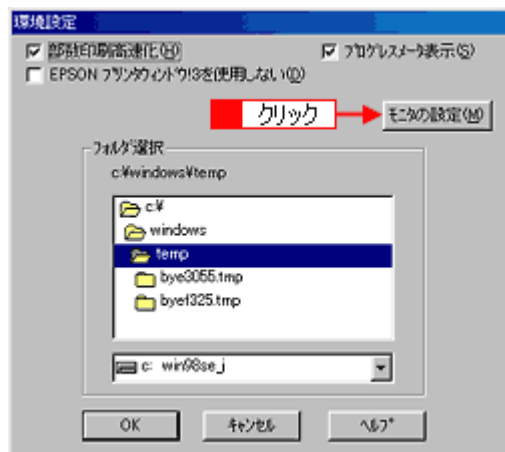 環境設定
部数印刷高速化(H)
プログレスメータ表示(S)
EPSON プリンタウィンドウ!3を使用しない(D)
クリック
モニタの設定(M)
フォルダ選択
c:¥windows¥temp
c:¥
windows
temp
bye3055.tmp
byef325.tmp
c: win98se_j
OK
キャンセル
ヘルプ